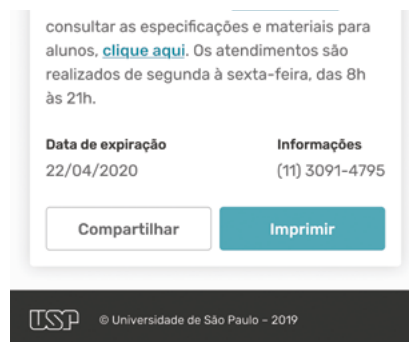 consultar as especificações e materiais para
alunos, clique aqui. Os atendimentos são
realizados de segunda à sexta-feira, das 8h
às 21h.
Data de expiração
Informações
22/04/2020
(11) 3091-4795
Compartilhar
Imprimir
USP
© Universidade de São Paulo – 2019